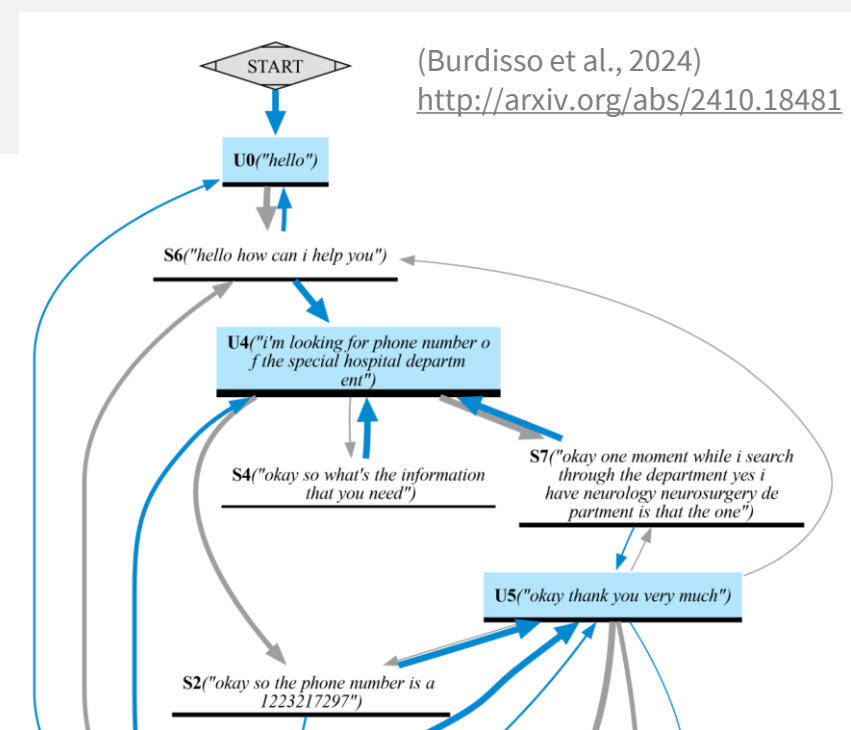 START
(Burdisso et al., 2024)
http://arxiv.org/abs/2410.18481
U0("hello")
S6("hello how can i help you")
U4("i'm looking for phone number o
f the special hospital departm
ent")
S4("okay so what's the information
that you need")
S7("okay one moment while i search
through the department yes i
have neurology neurosurgery de
partment is that the one")
U5("okay thank you very much")
S2("okay so the phone number is a
1223217297")